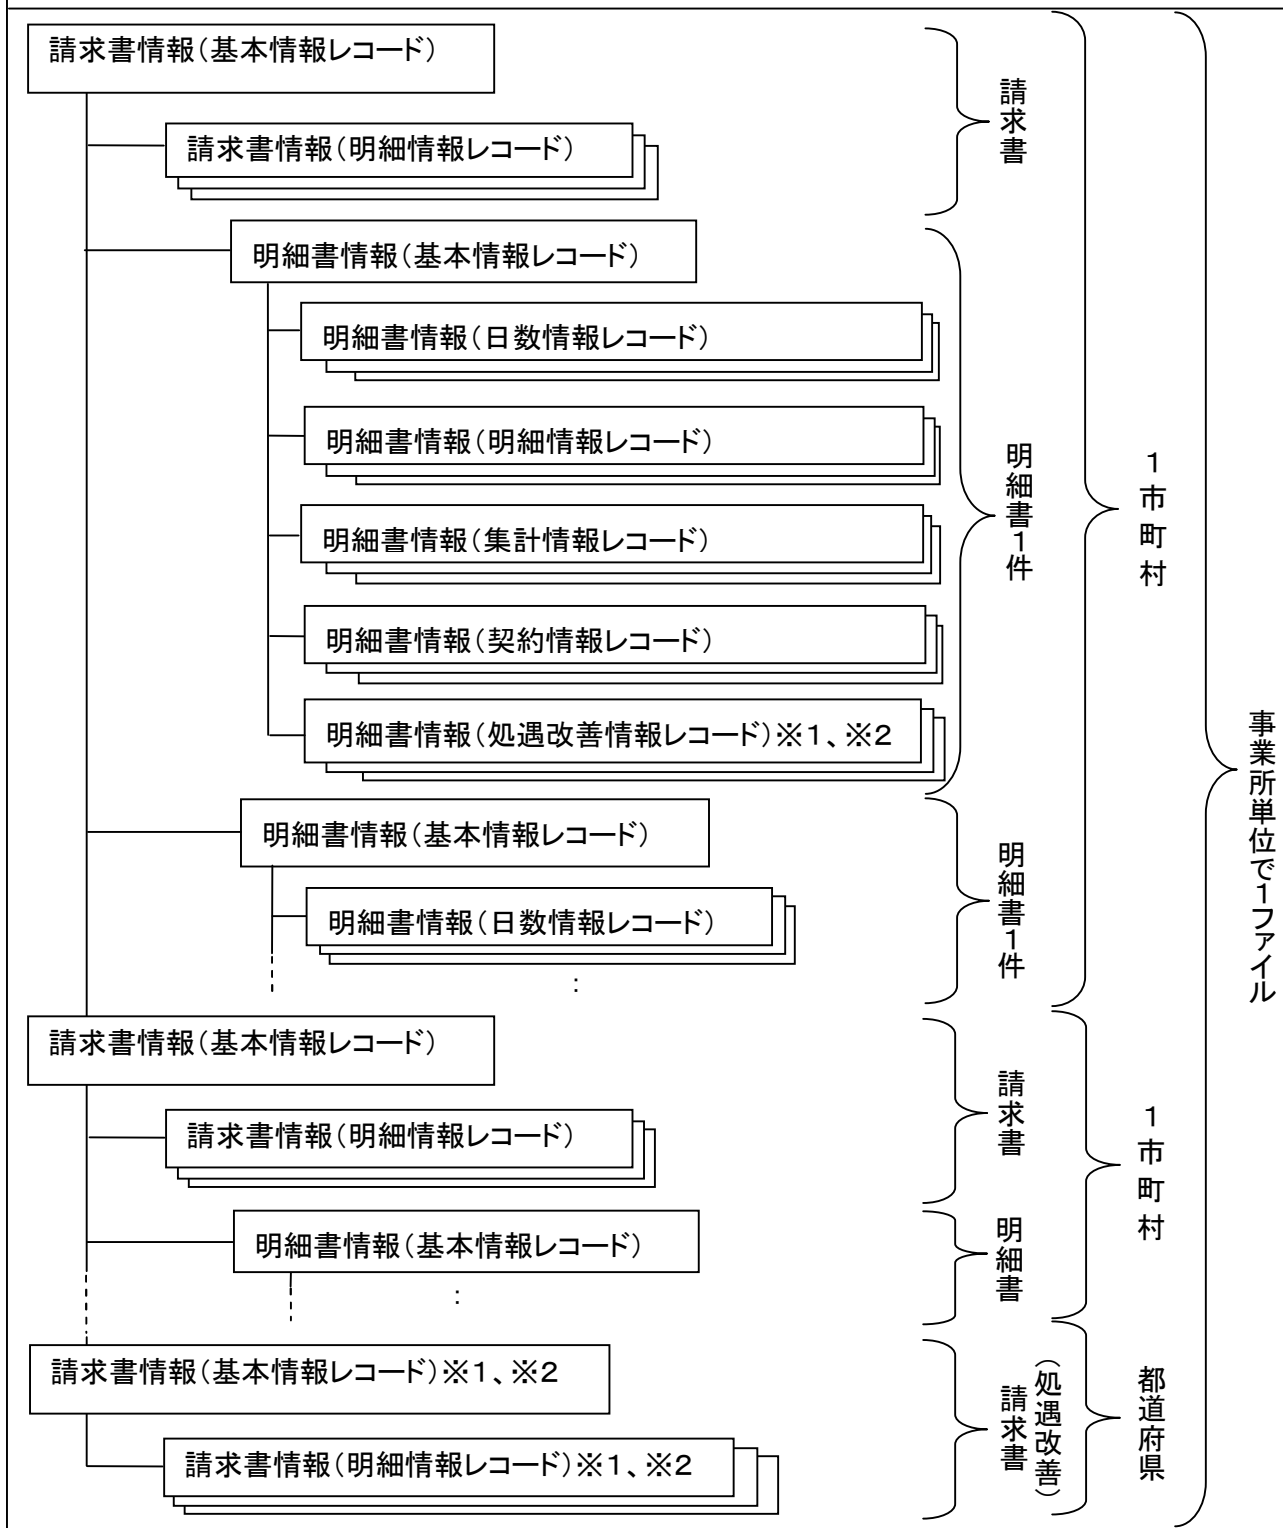 請求書情報(基本情報レコード)
請求書情報(明細情報レコード)
請求書
明細書情報(基本情報レコード)
明細書情報(日数情報レコード)
明細書情報(明細情報レコード)
明細書情報(集計情報レコード)
明細書情報(契約情報レコード)
明細書情報(処遇改善情報レコード)※1、※2
明細書1件
明細書情報(基本情報レコード)
明細書情報(日数情報レコード)
:
明細書1件
1市町村
請求書情報(基本情報レコード)
請求書情報(明細情報レコード)
請求書
明細書情報(基本情報レコード)
:
明細書
1市町村
請求書情報(基本情報レコード)※1、※2
請求書情報(明細情報レコード)※1、※2
(処遇改善)
請求書
都道府県
事業所単位で1ファイル